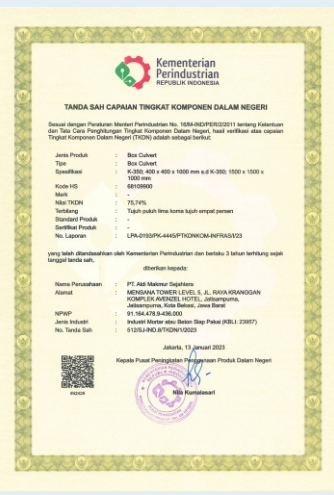 Kementerian
Perindustrian
REPUBLIK INDONESIA
TANDA SAH CAPAIAN TINGKAT KOMPONEN DALAM NEGERI
Sesuai dengan Peraturan Menteri Perindustrian No. 16/M-IND/PER/2/2011 tentang Ketentuan
dan Tata Cara Penghitungan Tingkat Komponen Dalam Negeri, hasil verifikasi atas capaian
Tingkat Komponen Dalam Negeri (TKDN) adalah sebagai berikut:
Jenis Produk : Box Culvert
Tipe : Box Culvert
Spesifikasi : K-350; 400 x 400 x 1000 mm s.d K-350; 1500 x 1500 x
1000 mm
Kode HS : 68109900
Merk : -
Nilai TKDN : 75,74%
Terbilang : Tujuh puluh lima koma tujuh empat persen
Standard Produk : -
Sertifikat Produk : -
No. Laporan : LPA-0193/PK-4445/PTKDNKOM-INFRAS/I/23
yang telah ditandasahkan oleh Kementerian Perindustrian dan berlaku 3 tahun terhitung sejak
tanggal tanda sah,
diberikan kepada:
Nama Perusahaan : PT. Aldi Makmur Sejahtera
Alamat : MENSANA TOWER LEVEL 5, JL. RAYA KRANGGAN
KOMPLEK AVENZEL HOTEL, Jatisampurna,
Jatisampurna, Kota Bekasi, Jawa Barat
NPWP : 91.164.478.9-436.000
Jenis Industri : Industri Mortar atau Beton Siap Pakai (KBLI: 23957)
No. Tanda Sah : 512/SJ-IND.8/TKDN/1/2023
Jakarta, 13 Januari 2023
Kepala Pusat Peningkatan Penggunaan Produk Dalam Negeri
Nila Kumalasari